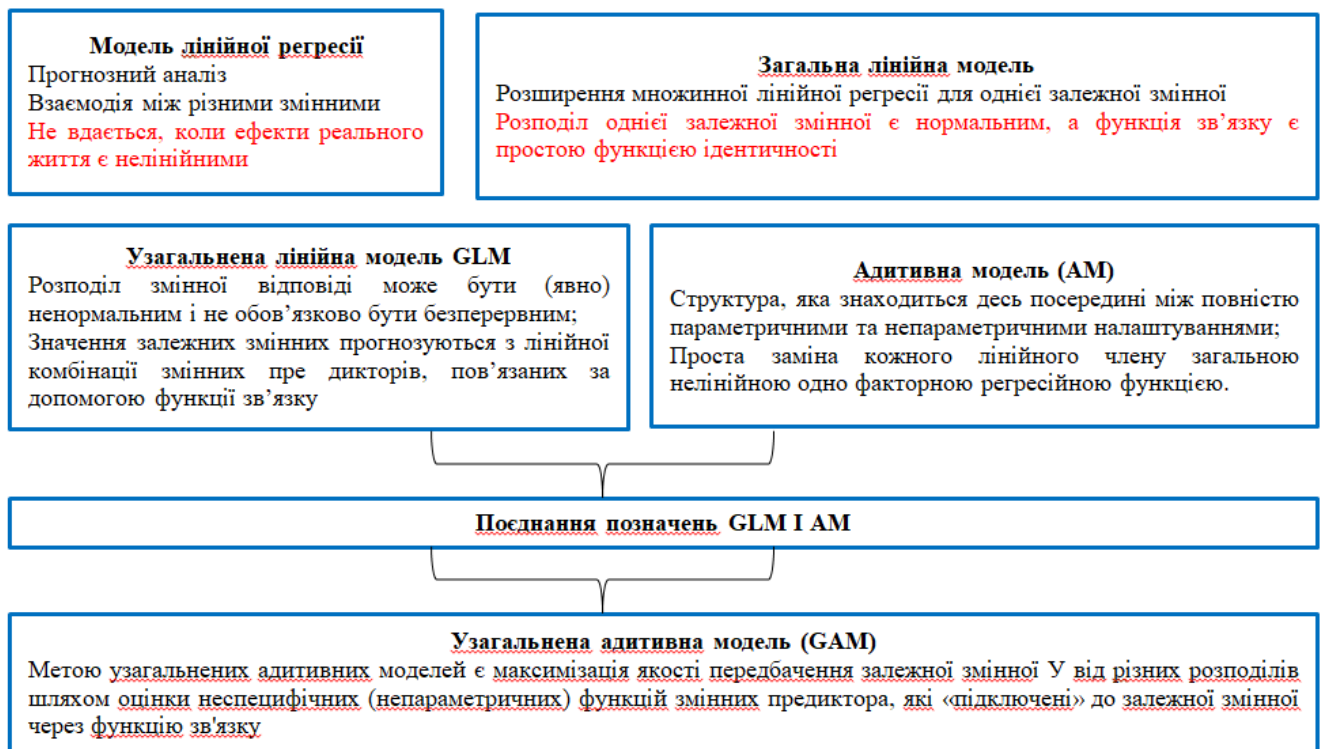 Модель лінійної регресії
Прогнозний аналіз
Взаємодія між різними змінними
Не вдається, коли ефекти реального
життя є нелінійними
Загальна лінійна модель
Розширення множинної лінійної регресії для однієї залежної змінної
Розподіл однієї залежної змінної є нормальним, а функція зв’язку є
простою функцією ідентичності
Узагальнена лінійна модель GLM
Розподіл змінної відповіді може бути (явно)
ненормальним і не обов’язково бути безперервним;
Значення залежних змінних прогнозуються з лінійної
комбінації змінних пре дикторів, пов’язаних за
допомогою функції зв’язку
Адитивна модель (АМ)
Структура, яка знаходиться десь посередині між повністю
параметричними та непараметричними налаштуваннями;
Проста заміна кожного лінійного члену загальною
нелінійною одно факторною регресійною функцією.
Поєднання позначень GLM І АМ
Узагальнена адитивна модель (GAM)
Метою узагальнених адитивних моделей є максимізація якості передбачення залежної змінної У від різних розподілів
шляхом оцінки неспецифічних (непараметричних) функцій змінних предиктора, які «підключені» до залежної змінної
через функцію зв'язку